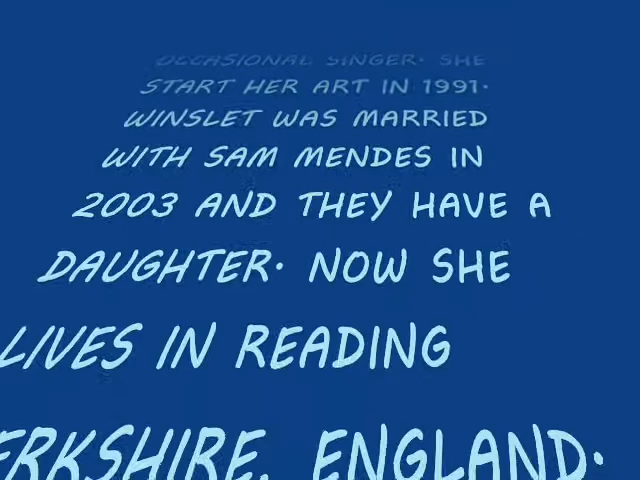 OCCASIONAL SINGER. SHE
START HER ART IN 1991.
WINSLET WAS MARRIED
WITH SAM MENDES IN
2003 AND THEY HAVE A
DAUGHTER. NOW SHE
LIVES IN READING
ERKSHIRE, ENGLAND.